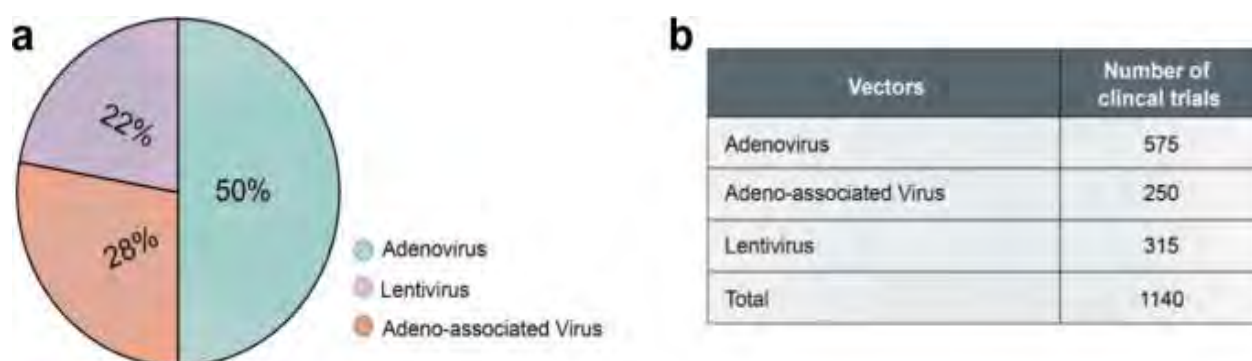 a
22%
50%
28%
Adenovirus
Lentivirus
Adeno-associated Virus
b
Vectors
Number of
clincal trials
Adenovirus 575
Adeno-associated Virus 250
Lentivirus 315
Total 1140